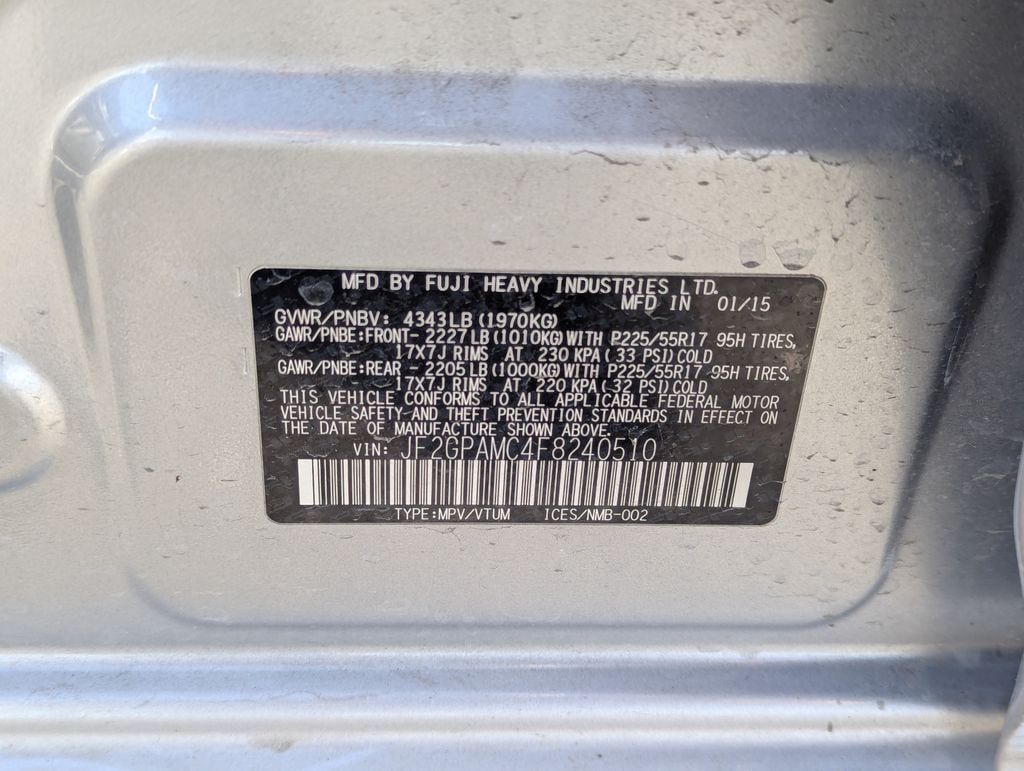 MFD BY FUJI HEAVY INDUSTRIES LTD.
MFD IN 01/15
GVWR/PNBV: 4343LB (1970KG)
GAWR/PNBE:FRONT- 2227LB (1010KG) WITH P225/55R17 95H TIRES,
17X7J RIMS AT 230 KPA (33 PSI) COLD
GAWR/PNBE:REAR - 2205LB (1000KG) WITH P225/55R17 95H TIRES,
17X7J RIMS AT 220 KPA (32 PSI) COLD
THIS VEHICLE CONFORMS TO ALL APPLICABLE FEDERAL MOTOR
VEHICLE SAFETY AND THEFT PREVENTION STANDARDS IN EFFECT ON
THE DATE OF MANUFACTURE SHOWN ABOVE.
VIN: JF2GPAMC4F8240510
TYPE:MPV/VTUM ICES/NMB-002